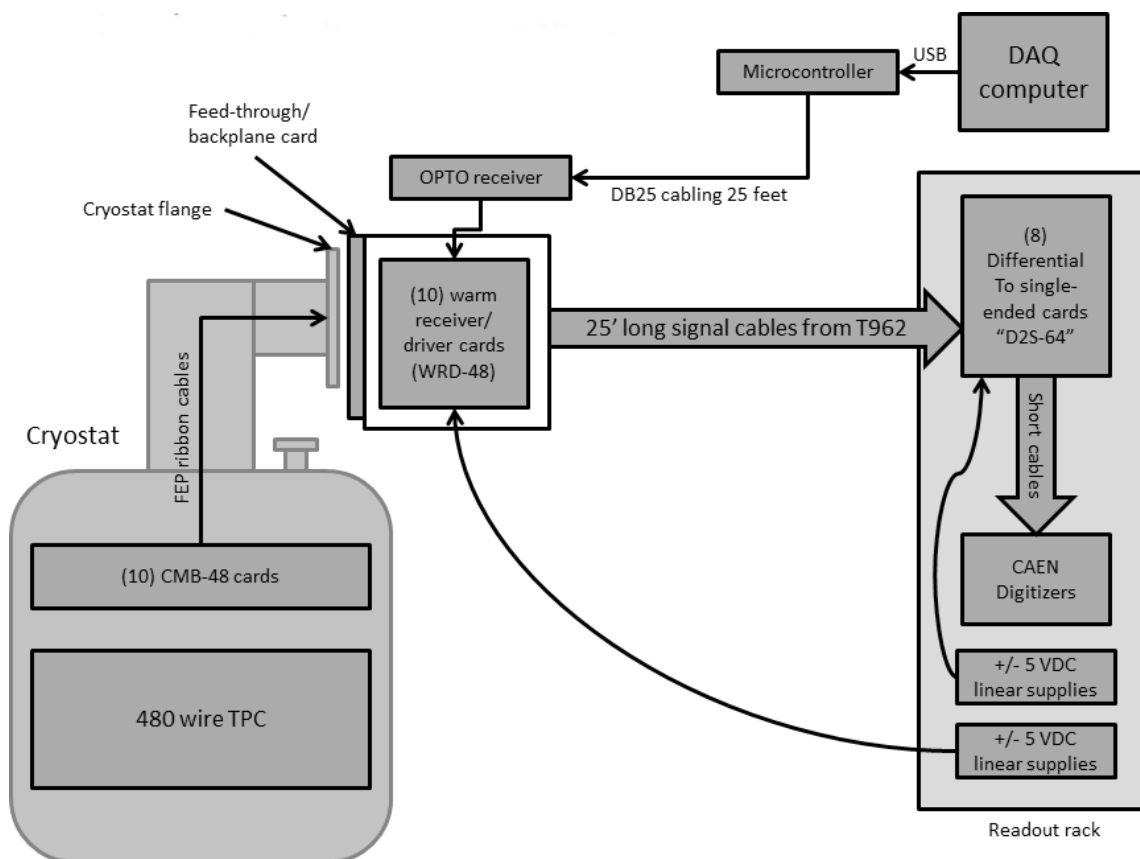 DAQ
computer
USB
Microcontroller
Feed-through/
backplane card
OPTO receiver
DB25 cabling 25 feet
Cryostat flange
(10) warm
receiver/
driver cards
(WRD-48)
25’ long signal cables from T962
(8)
Differential
To single-
ended cards
“D2S-64”
Short cables
FEP ribbon cables
Cryostat
(10) CMB-48 cards
480 wire TPC
CAEN
Digitizers
+/- 5 VDC
linear supplies
+/- 5 VDC
linear supplies
Readout rack